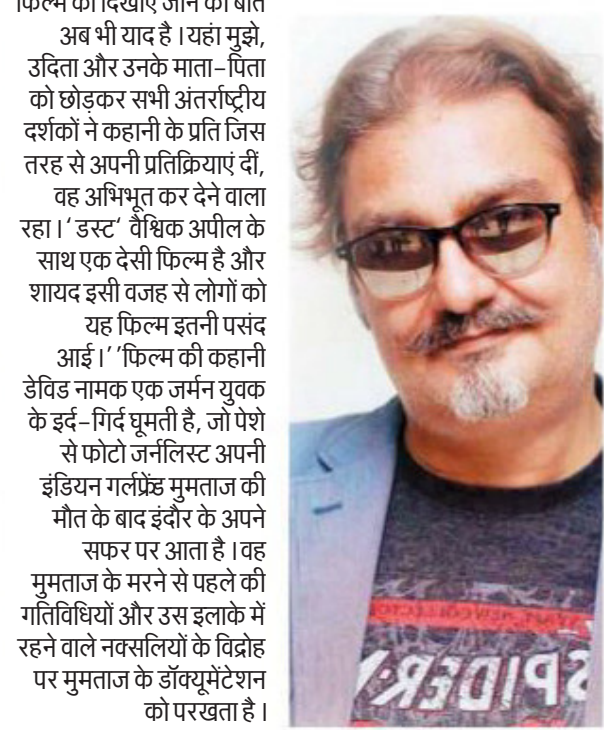 फिल्म को दिखाए जाने की बात
अब भी याद है । यहां मुझे,
उदिता और उनके माता-पिता
को छोड़कर सभी अंतर्राष्ट्रीय
दर्शकों ने कहानी के प्रति जिस
तरह से अपनी प्रतिक्रियाएं दीं,
वह अभिभूत कर देने वाला
रहा । ' डस्ट' वैश्विक अपील के
साथ एक देसी फिल्म है और
शायद इसी वजह से लोगों को
यह फिल्म इतनी पसंद
आई ।' 'फिल्म की कहानी
डेविड नामक एक जर्मन युवक
के इर्द-गिर्द घूमती है, जो पेशे
से फोटो जर्नलिस्ट अपनी
इंडियन गर्लफ्रेंड मुमताज की
मौत के बाद इंदौर के अपने
सफर पर आता है । वह
मुमताज के मरने से पहले की
गतिविधियों और उस इलाके में
रहने वाले नक्सलियों के विद्रोह
पर मुमताज के डॉक्यूमेंटेशन
को परखता है ।
SPIDER